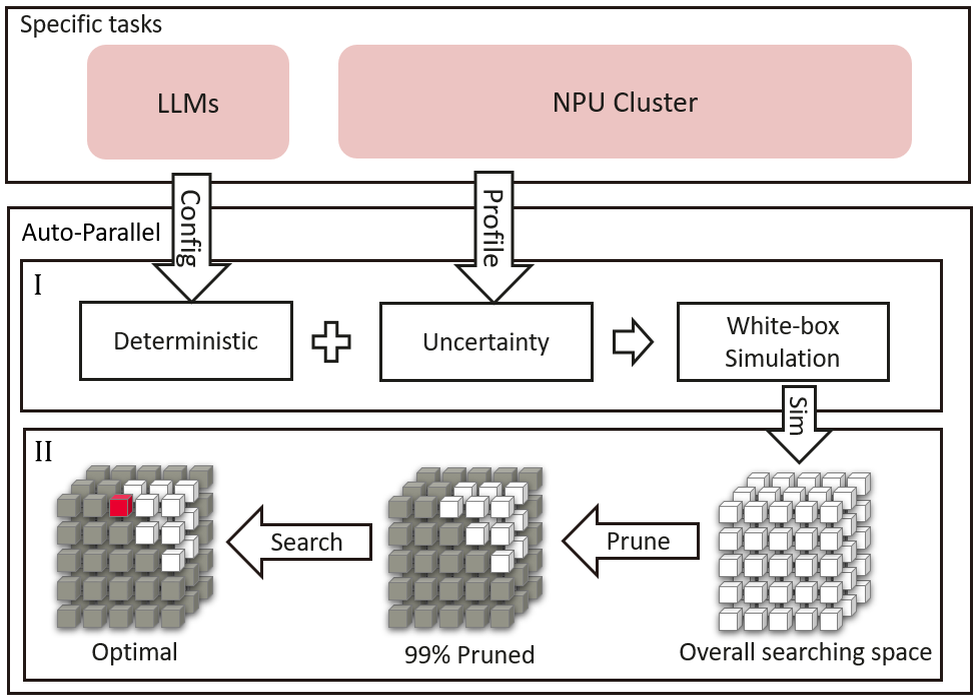 Specific tasks
LLMs
NPU Cluster
Config
Profile
Auto-Parallel
I
Deterministic
Uncertainty
White-box
Simulation
Sim
II
Search
Prune
Optimal
99% Pruned
Overall searching space